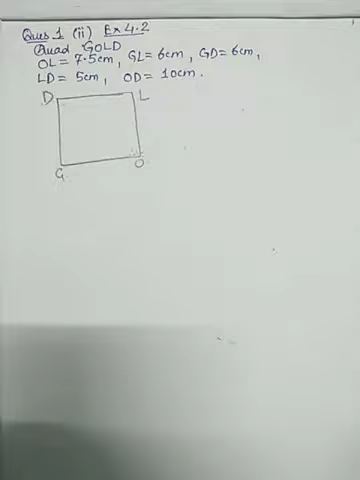 Ques 1 (ii) Ex 4.2
Quad GOLD
OL = 7.5cm, GL = 6cm, GD = 6cm,
LD = 5cm, OD = 10cm.
D L
G O